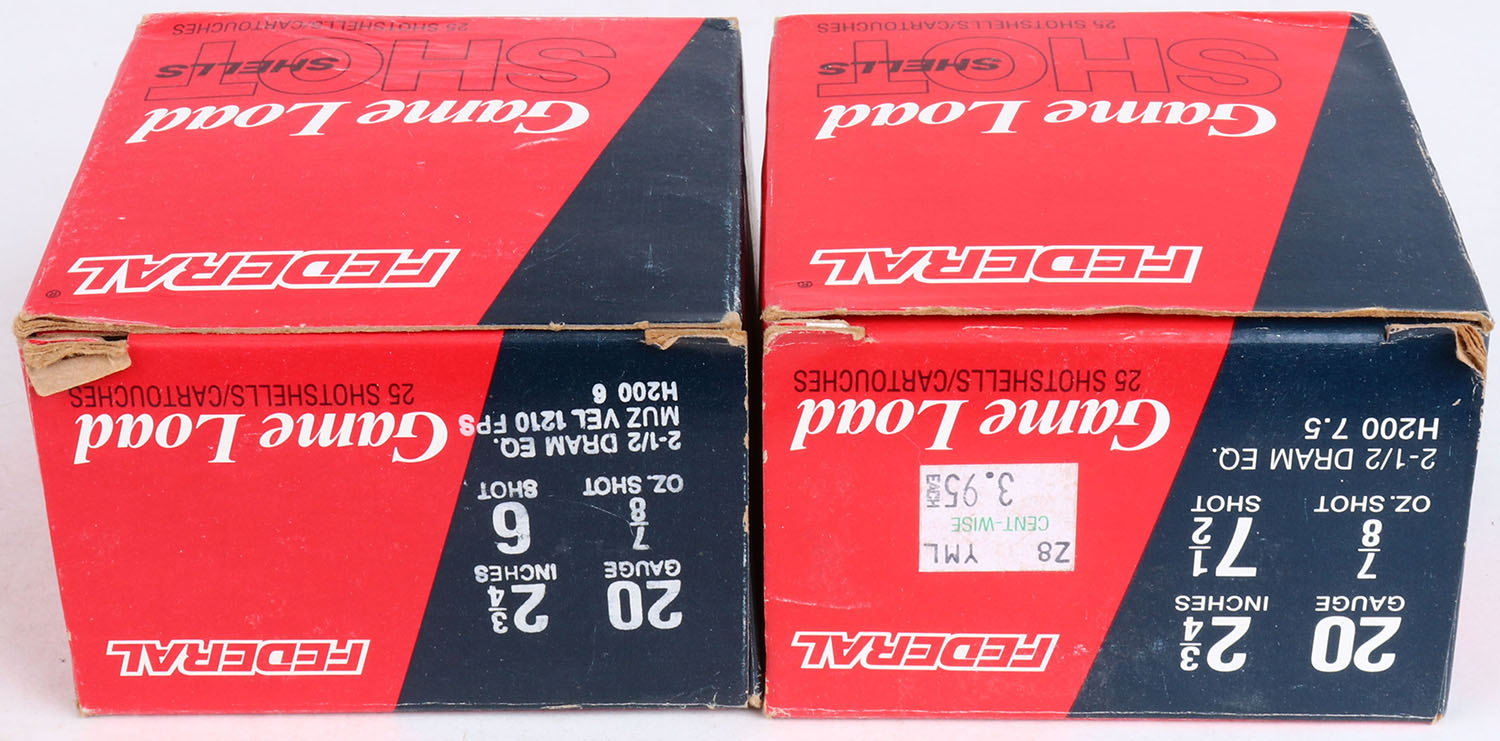 FEDERAL®
Game Load
SHOT
SHELLS
25 SHOTSHELLS/CARTOUCHES
FEDERAL
20
GAUGE
2 3/4
INCHES
7/8
OZ. SHOT
6
SHOT
2-1/2 DRAM EQ.
MUZ VEL 1210 FPS
H200 6
Game Load
25 SHOTSHELLS/CARTOUCHES
FEDERAL®
Game Load
SHOT
SHELLS
25 SHOTSHELLS/CARTOUCHES
FEDERAL
20
GAUGE
2 3/4
INCHES
7/8
OZ. SHOT
7 1/2
SHOT
2-1/2 DRAM EQ.
H200 7.5
Game Load
25 SHOTSHELLS/CARTOUCHES
Z8 YML
CENT-WISE
3.95 EACH